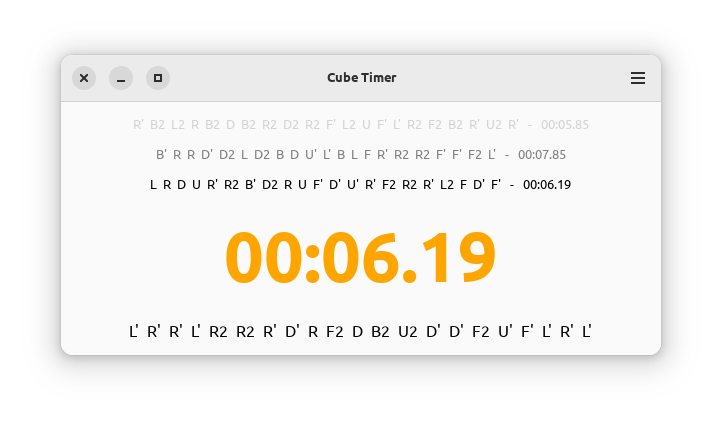 Cube Timer
R' B2 L2 R B2 D B2 R2 D2 R2 F' L2 U F' L' R2 F2 B2 R' U2 R' - 00:05.85
B' R R D' D2 L D2 B D U' L' B L F R' R2 R2 F' F' F2 L' - 00:07.85
L R D U R' R2 B' D2 R U F' D' U' R' F2 R2 R' L2 F D' F' - 00:06.19
00:06.19
L' R' R' L' R2 R2 R' D' R F2 D B2 U2 D' D' F2 U' F' L' R' L'